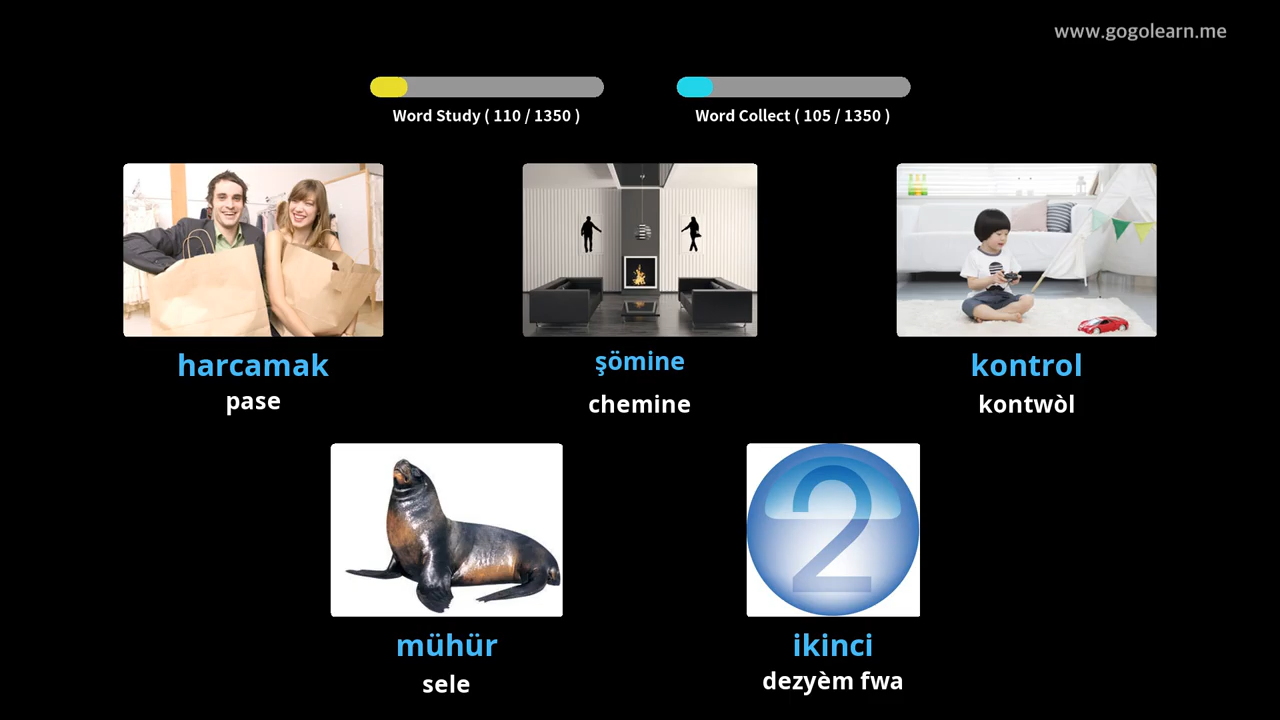 www.gogolearn.me
Word Study ( 110 / 1350 )
Word Collect ( 105 / 1350 )
harcamak
pase
şömine
chemine
kontrol
kontwòl
mühür
sele
2
ikinci
dezyèm fwa